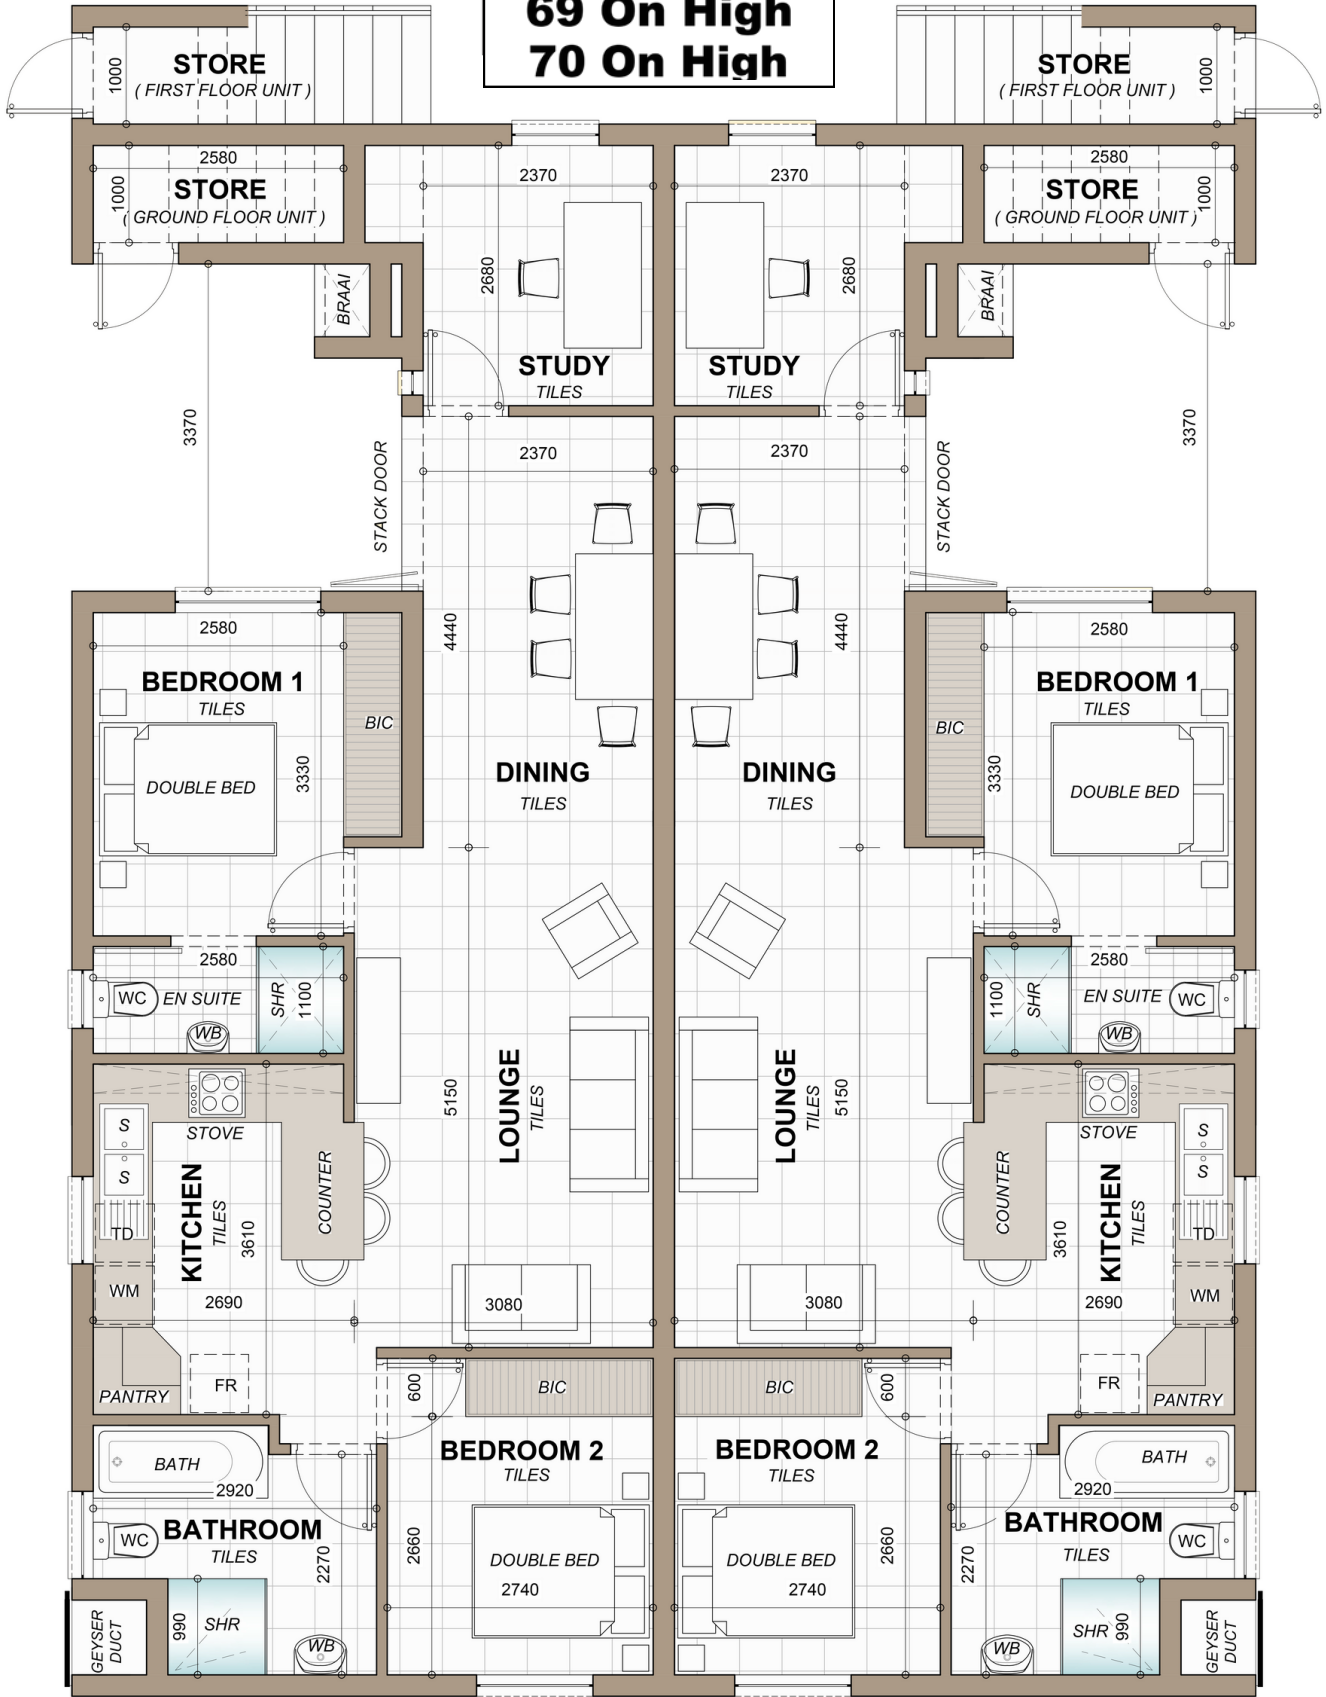 69 On High
70 On High
STORE
( FIRST FLOOR UNIT )
1000
STORE
( FIRST FLOOR UNIT )
1000
2580
1000
STORE
( GROUND FLOOR UNIT )
2370
2370
2580
STORE
( GROUND FLOOR UNIT )
1000
BRAAI
2680
STUDY
TILES
STUDY
TILES
2680
BRAAI
3370
STACK DOOR
2370
2370
STACK DOOR
3370
2580
BEDROOM 1
TILES
BIC
DOUBLE BED
3330
4440
DINING
TILES
DINING
TILES
4440
2580
BEDROOM 1
TILES
BIC
3330
DOUBLE BED
2580
WC
EN SUITE
SHR
1100
WB
2580
1100
SHR
EN SUITE
WC
WB
5150
LOUNGE
TILES
LOUNGE
TILES
5150
STOVE
S
S
TD
WM
KITCHEN
TILES
3610
COUNTER
2690
3080
3080
STOVE
S
S
TD
WM
COUNTER
3610
KITCHEN
TILES
2690
PANTRY
FR
600
BIC
BIC
600
FR
PANTRY
BATH
2920
BEDROOM 2
TILES
BEDROOM 2
TILES
BATH
2920
WC
BATHROOM
TILES
2270
2660
DOUBLE BED
2740
DOUBLE BED
2740
2660
2270
BATHROOM
TILES
WC
GEYSER
DUCT
990
SHR
WB
WB
SHR
990
GEYSER
DUCT